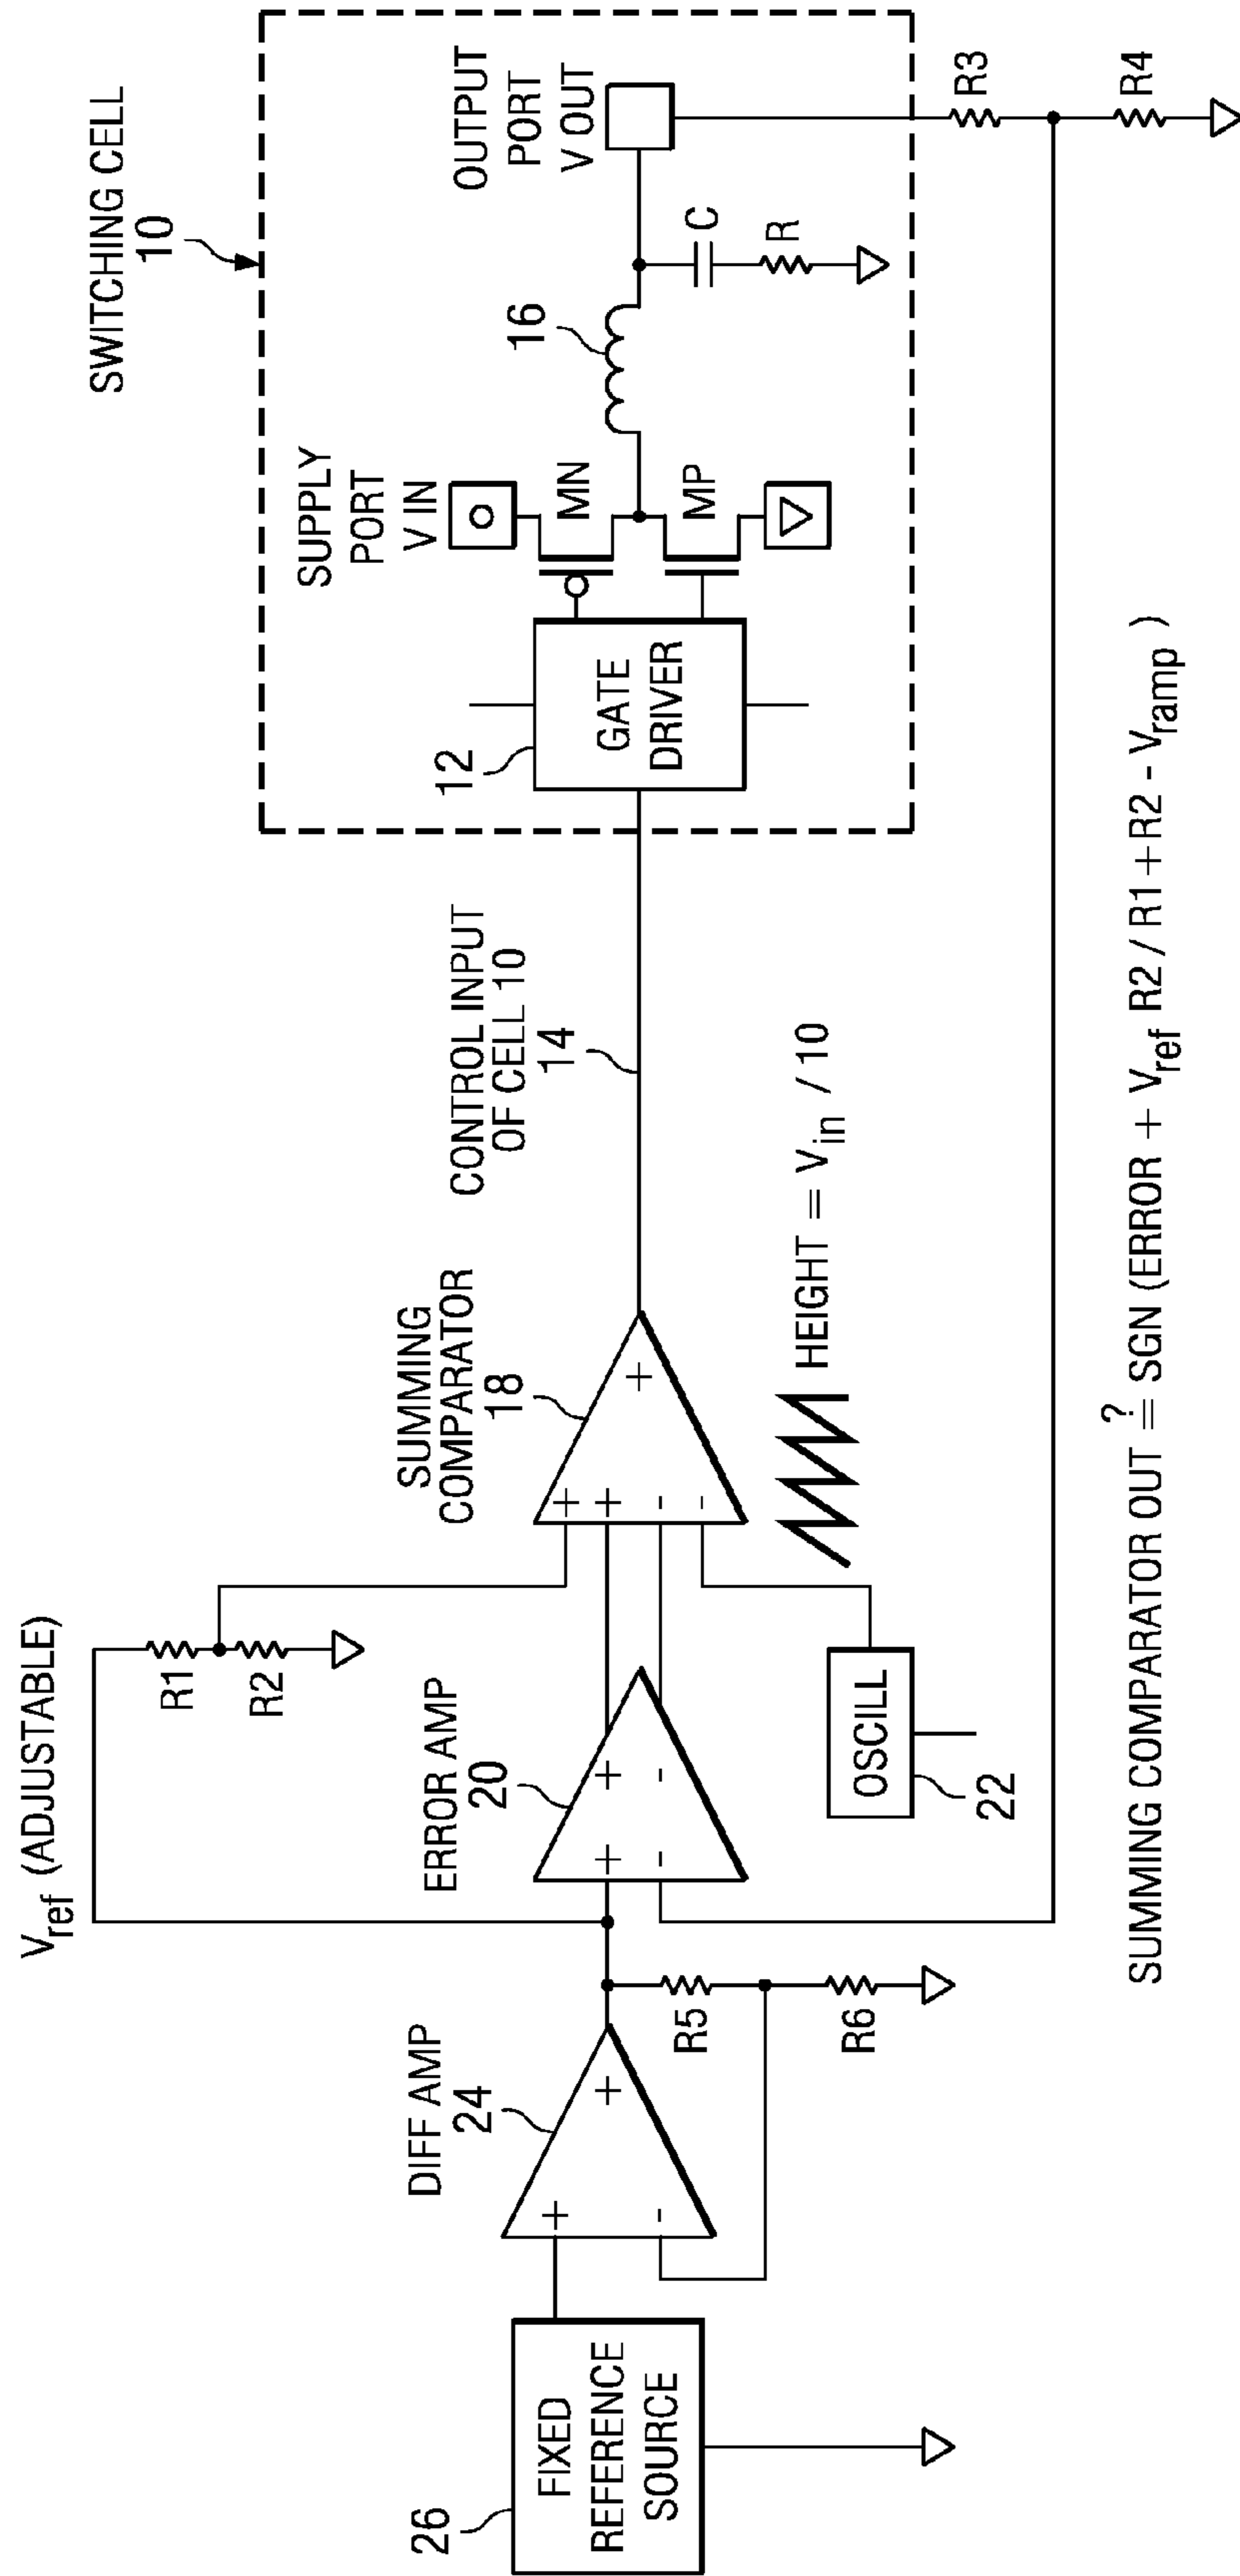 SWITCHING CELL
10
SUPPLY
PORT
V IN
OUTPUT
PORT
V OUT
MN
MP
16
C
R
12
GATE
DRIVER
R3
R4
CONTROL INPUT
OF CELL 10
14
V_ref (ADJUSTABLE)
R1
R2
SUMMING
COMPARATOR
18
+
+
-
-
+
HEIGHT = V_in / 10
ERROR AMP
20
+
-
+
-
OSCILL
22
DIFF AMP
24
+
-
+
R5
R6
26
FIXED
REFERENCE
SOURCE
SUMMING COMPARATOR OUT ≟ SGN (ERROR + V_ref R2 / R1+R2 - V_ramp )